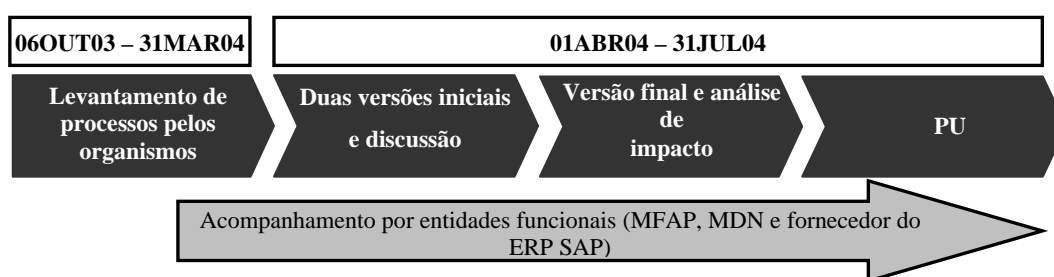 06OUT03 – 31MAR04
01ABR04 – 31JUL04
Levantamento de
processos pelos
organismos
Duas versões iniciais
e discussão
Versão final e análise
de
impacto
PU
Acompanhamento por entidades funcionais (MFAP, MDN e fornecedor do
ERP SAP)